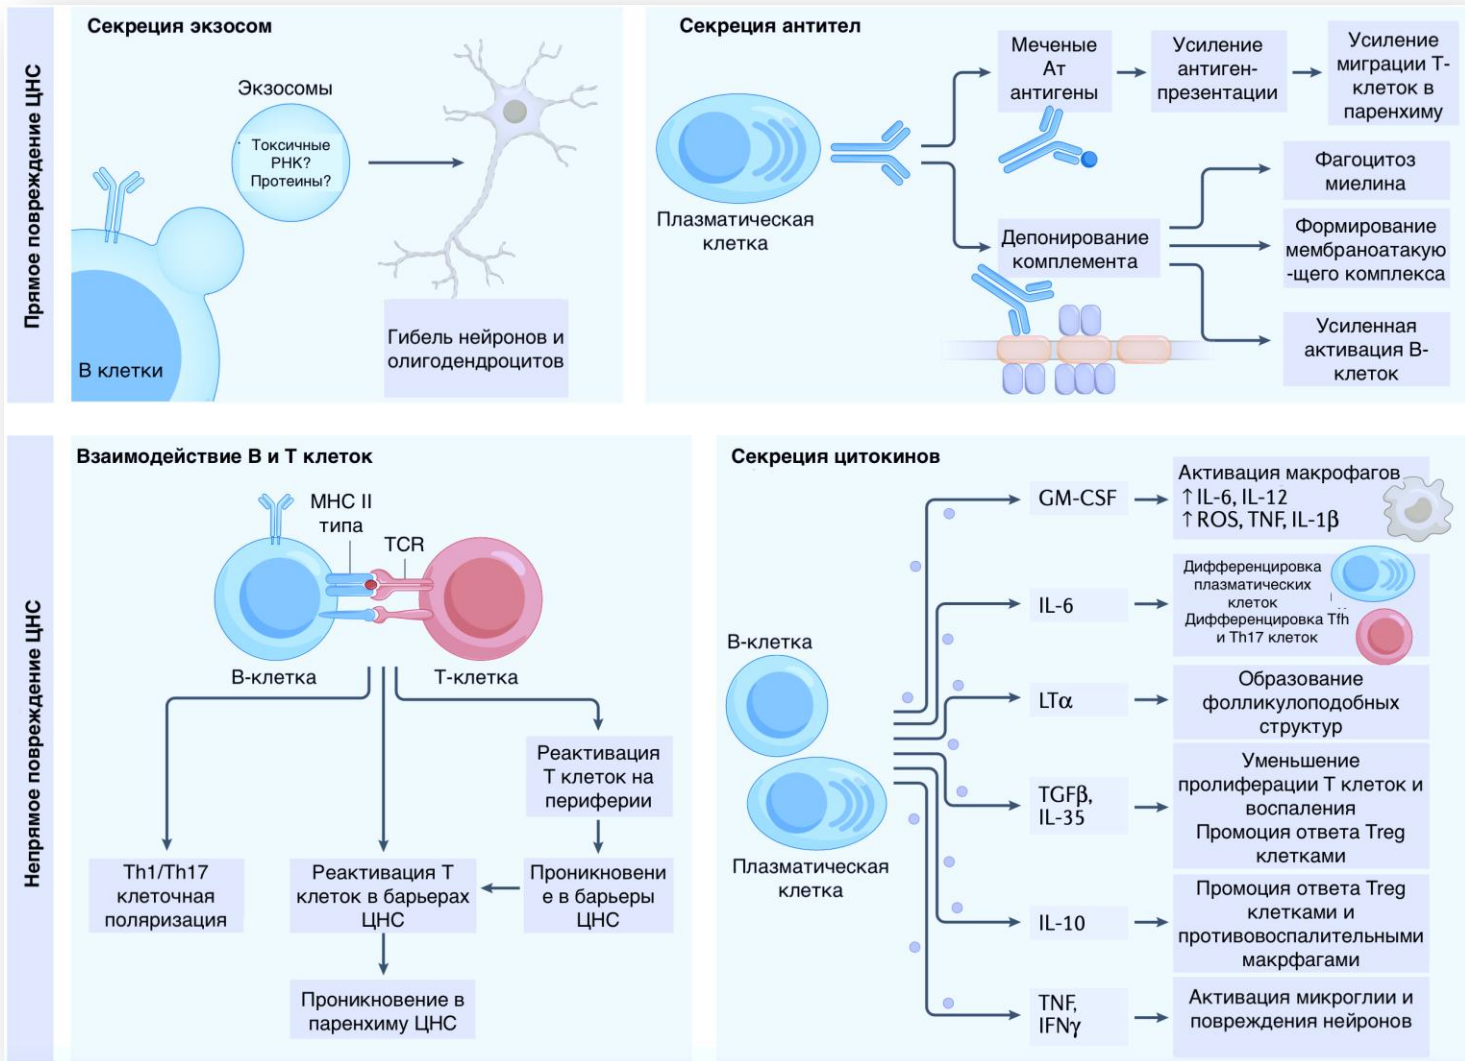 Прямое повреждение ЦНС
Секреция экзосом
Экзосомы
Токсичные
РНК?
Протеины?
В клетки
Гибель нейронов и
олигодендроцитов
Секреция антител
Плазматическая
клетка
Меченые
Ат
антигены
Усиление
антиген-
презентации
Усиление
миграции Т-
клеток в
паренхиму
Депонирование
комплемента
Фагоцитоз
миелина
Формирование
мембраноатакую
-щего комплекса
Усиленная
активация В-
клеток
Непрямое повреждение ЦНС
Взаимодействие В и Т клеток
MHC II
типа
TCR
В-клетка
Т-клетка
Реактивация
Т клеток на
периферии
Th1/Th17
клеточная
поляризация
Реактивация Т
клеток в барьерах
ЦНС
Проникновени
е в барьеры
ЦНС
Проникновение в
паренхиму ЦНС
Секреция цитокинов
В-клетка
Плазматическая
клетка
GM-CSF
Активация макрофагов
↑IL-6, IL-12
↑ROS, TNF, IL-1β
IL-6
Дифференцировка
плазматических
клеток
Дифференцировка Tfh
и Th17 клеток
LTα
Образование
фолликулоподобных
структур
TGFβ,
IL-35
Уменьшение
пролиферации Т клеток и
воспаления
Промоция ответа Treg
клетками
IL-10
Промоция ответа Treg
клетками и
противовоспалительными
макрфагами
TNF,
IFNγ
Активация микроглии и
повреждения нейронов